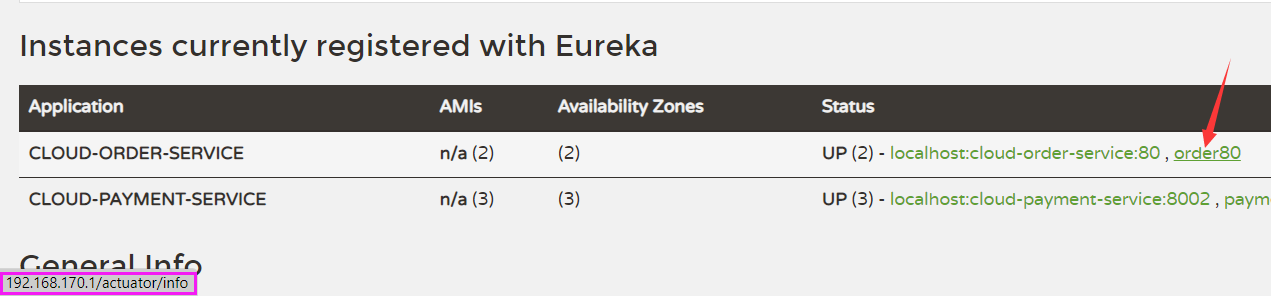 Instances currently registered with Eureka
Application AMIs Availability Zones Status
CLOUD-ORDER-SERVICE n/a (2) (2) UP (2) - localhost:cloud-order-service:80 , order80
CLOUD-PAYMENT-SERVICE n/a (3) (3) UP (3) - localhost:cloud-payment-service:8002 , paym
General Info
192.168.170.1/actuator/info